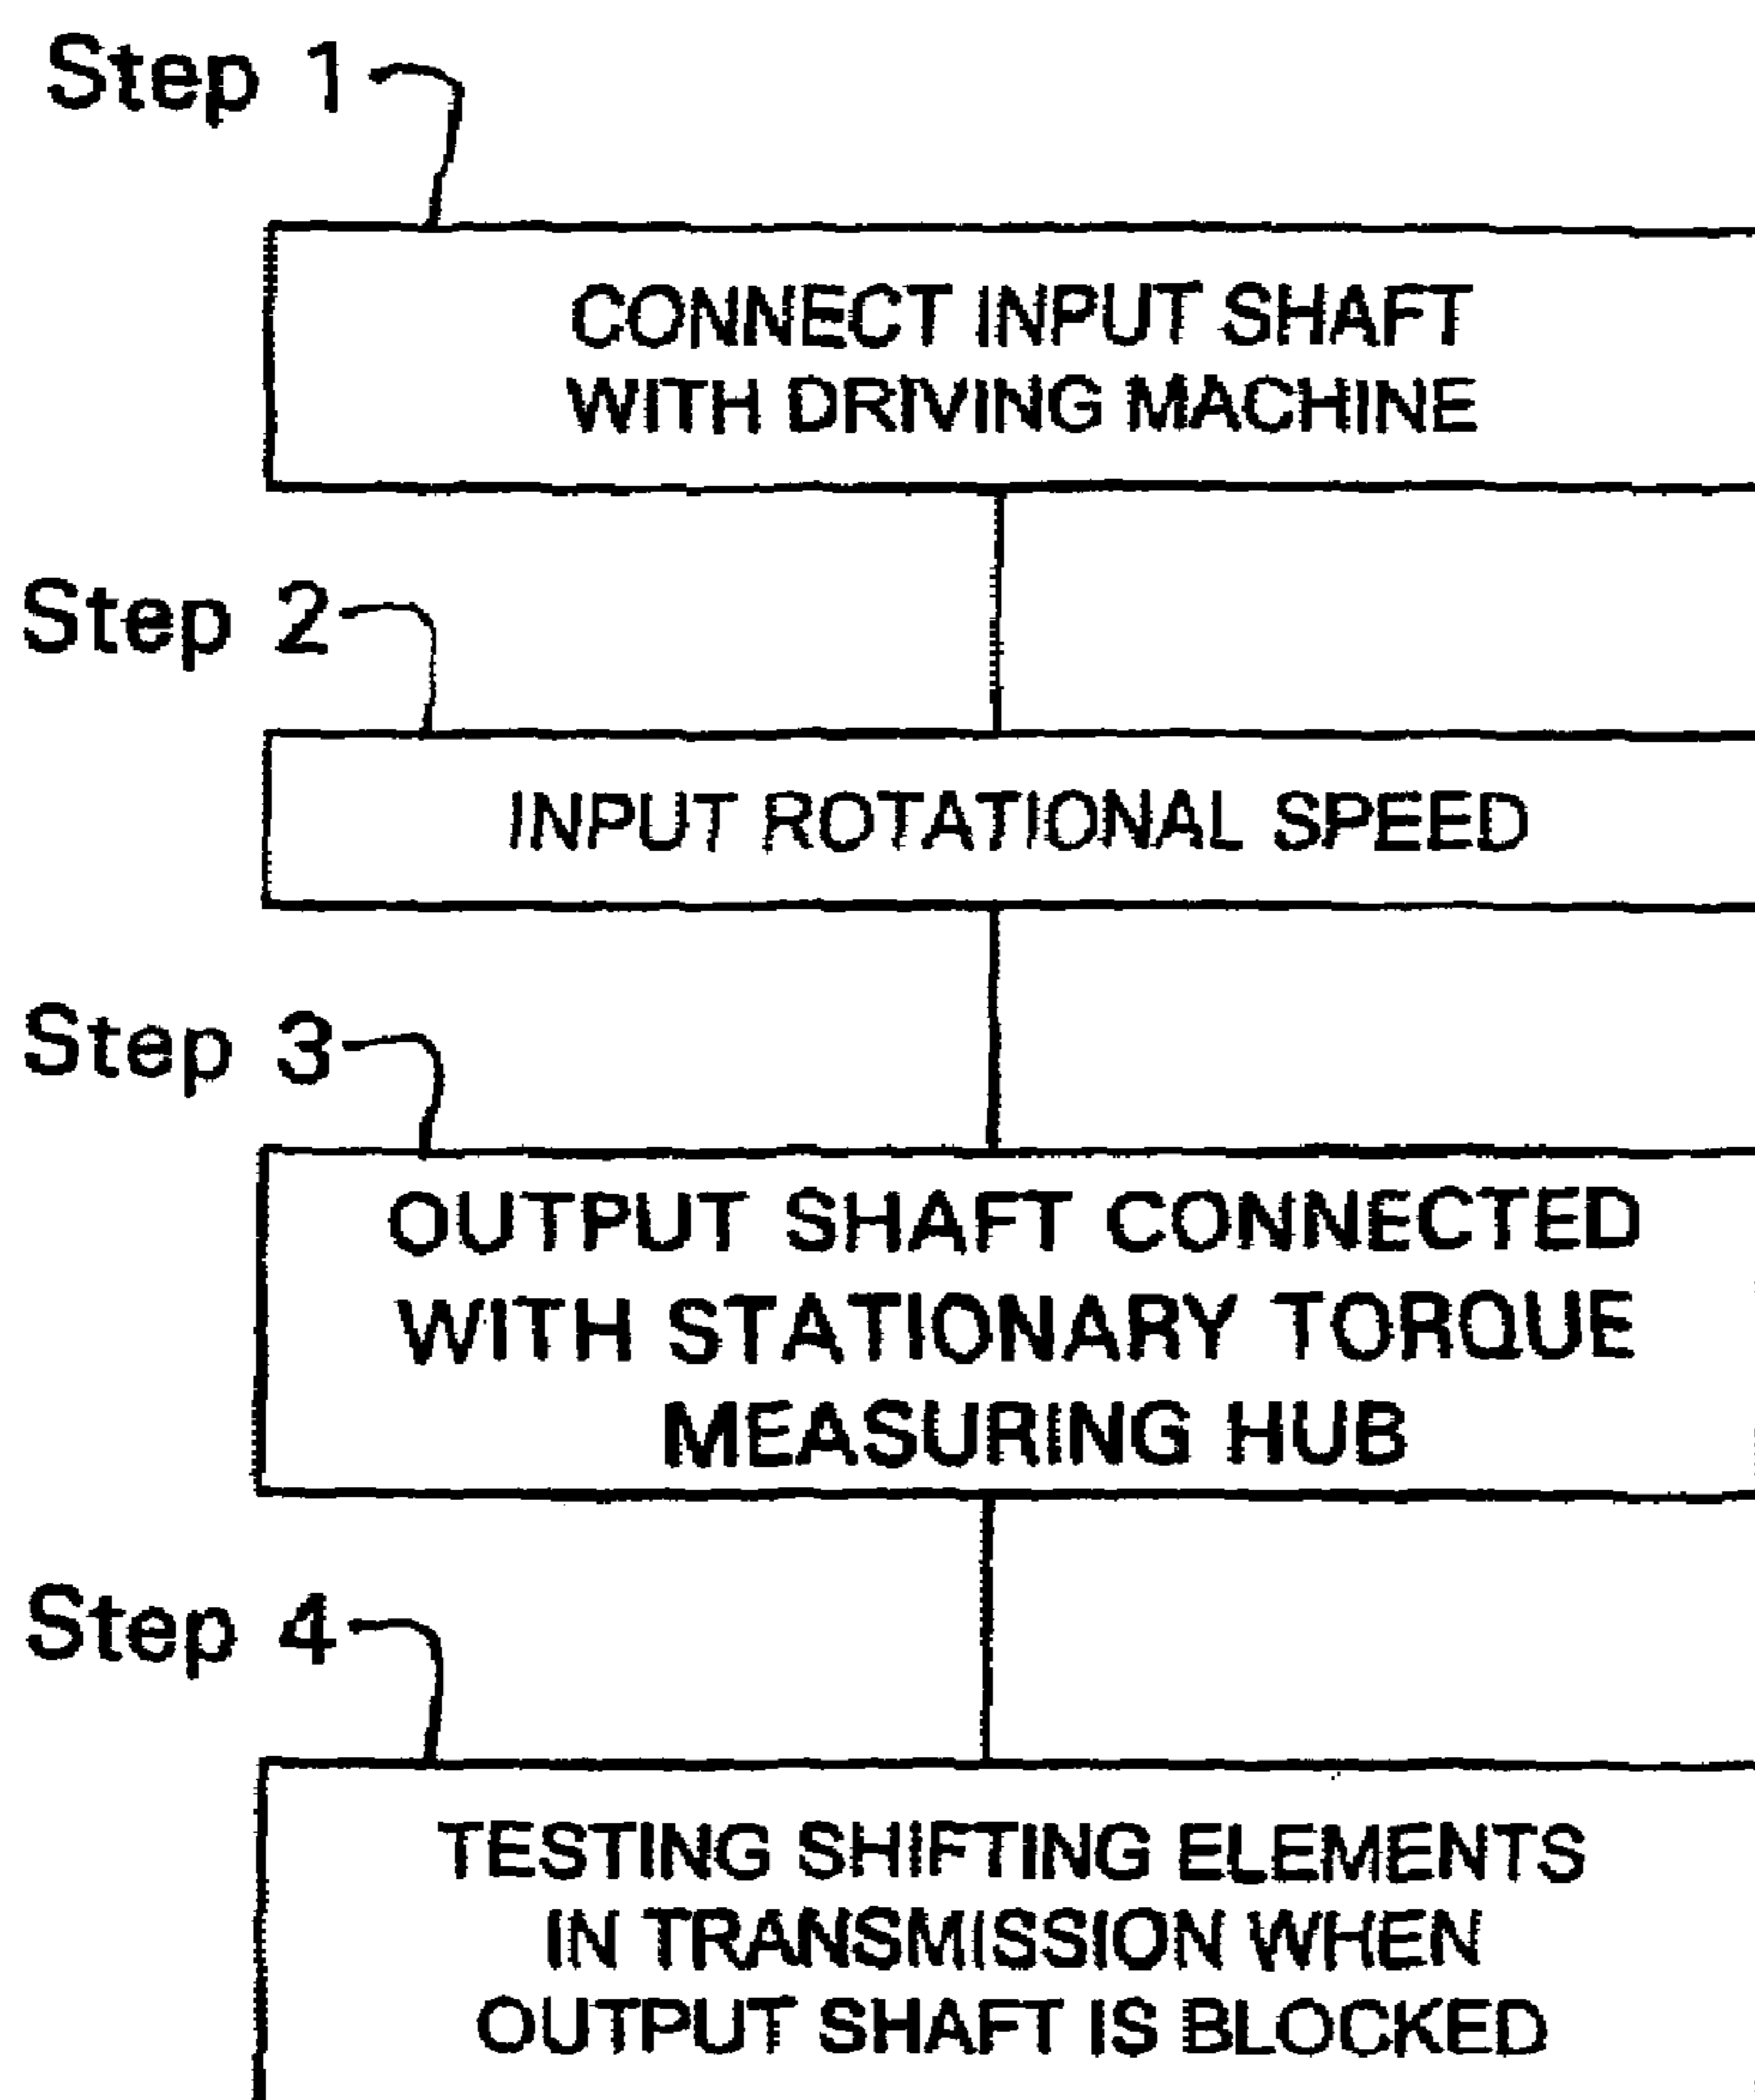 Step 1
CONNECT INPUT SHAFT
WITH DRIVING MACHINE
Step 2
INPUT ROTATIONAL SPEED
Step 3
OUTPUT SHAFT CONNECTED
WITH STATIONARY TORQUE
MEASURING HUB
Step 4
TESTING SHIFTING ELEMENTS
IN TRANSMISSION WHEN
OUTPUT SHAFT IS BLOCKED